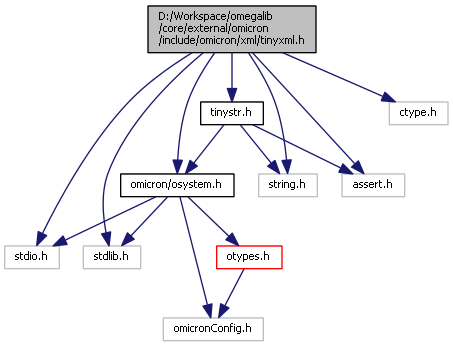 D:/Workspace/omegalib
/core/external/omicron
/include/omicron/xml/tinyxml.h
tinystr.h
ctype.h
omicron/osystem.h
string.h
assert.h
stdio.h
stdlib.h
otypes.h
omicronConfig.h